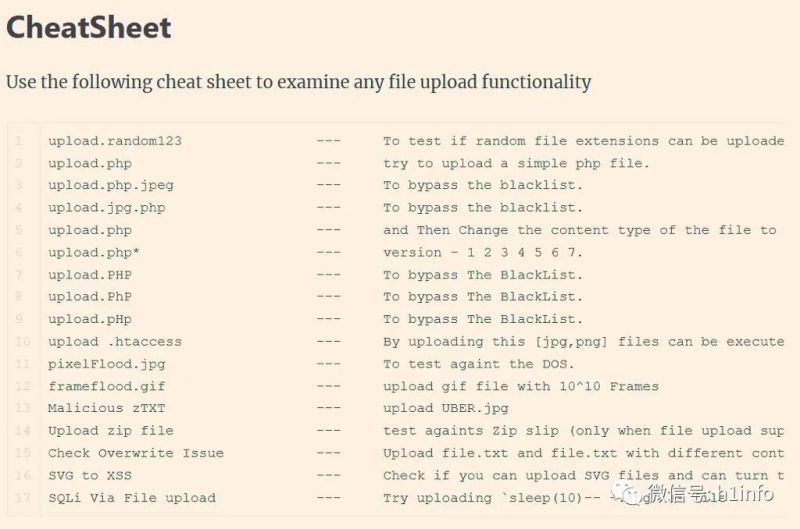 CheatSheet
Use the following cheat sheet to examine any file upload functionality
1 upload.random123 --- To test if random file extensions can be uploade
2 upload.php --- try to upload a simple php file.
3 upload.php.jpeg --- To bypass the blacklist.
4 upload.jpg.php --- To bypass the blacklist.
5 upload.php --- and Then Change the content type of the file to
6 upload.php* --- version - 1 2 3 4 5 6 7.
7 upload.PHP --- To bypass The BlackList.
8 upload.PhP --- To bypass The BlackList.
9 upload.pHp --- To bypass The BlackList.
10 upload .htaccess --- By uploading this [jpg,png] files can be execute
11 pixelFlood.jpg --- To test againt the DOS.
12 frameflood.gif --- upload gif file with 10^10 Frames
13 Malicious zTXT --- upload UBER.jpg
14 Upload zip file --- test againts Zip slip (only when file upload sup
15 Check Overwrite Issue --- Upload file.txt and file.txt with different cont
16 SVG to XSS --- Check if you can upload SVG files and can turn t
17 SQLi Via File upload --- Try uploading `sleep(10)--
微信号: h1info